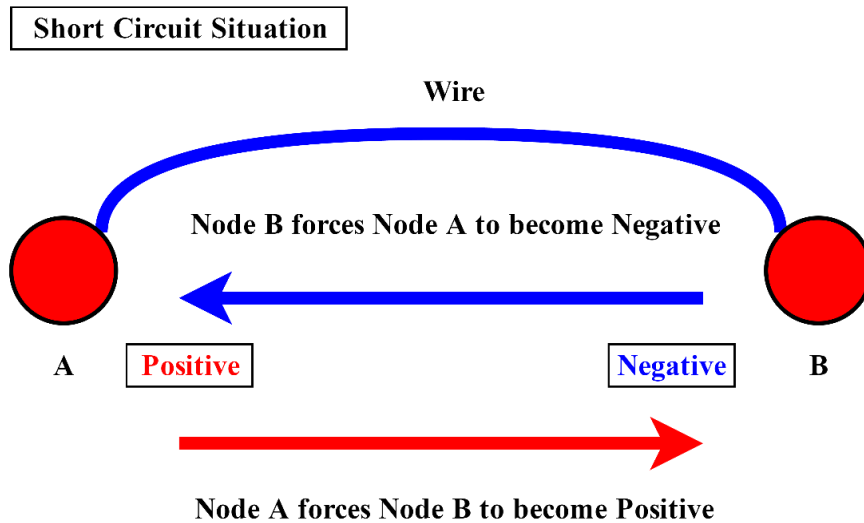 Short Circuit Situation
Wire
Node B forces Node A to become Negative
A
Positive
Negative
B
Node A forces Node B to become Positive